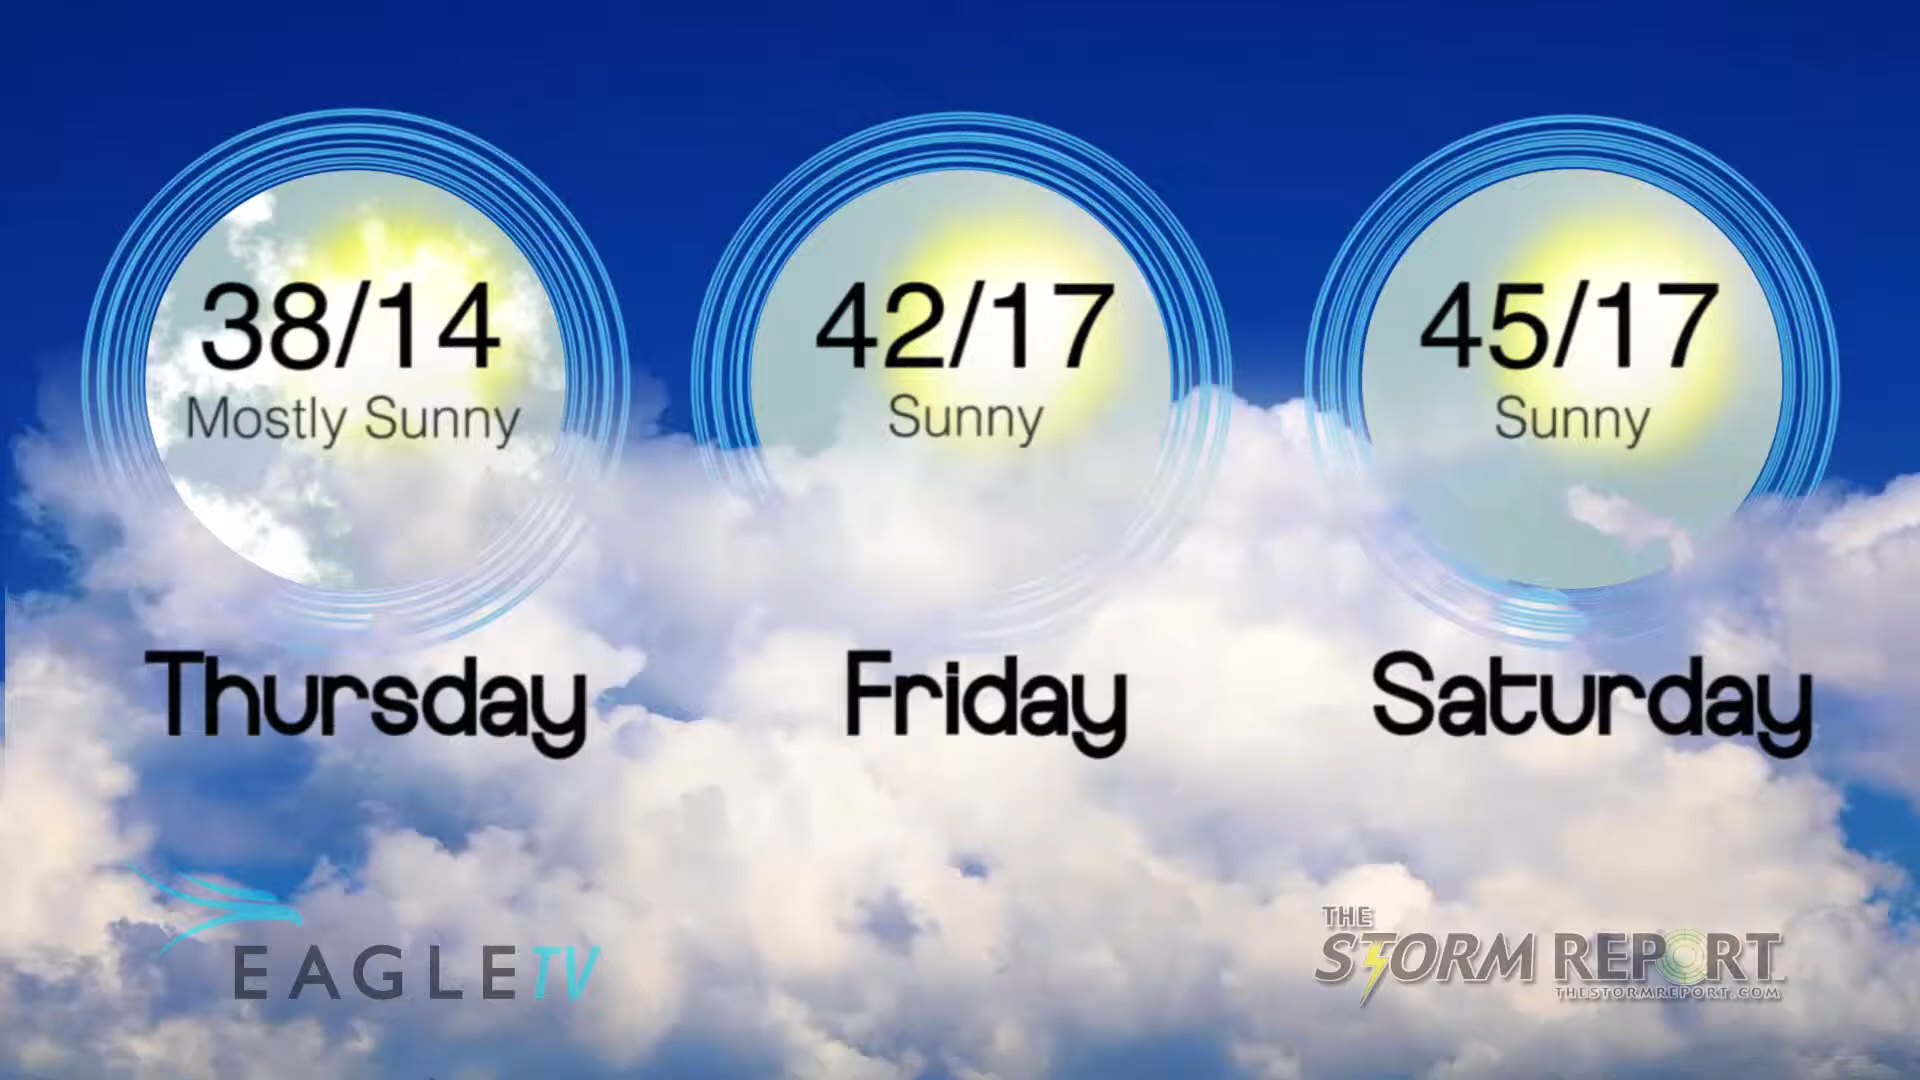 38/14
Mostly Sunny
42/17
Sunny
45/17
Sunny
Thursday
Friday
Saturday
EAGLE TV
THE
STORM REPORT
THESTORMREPORT.COM